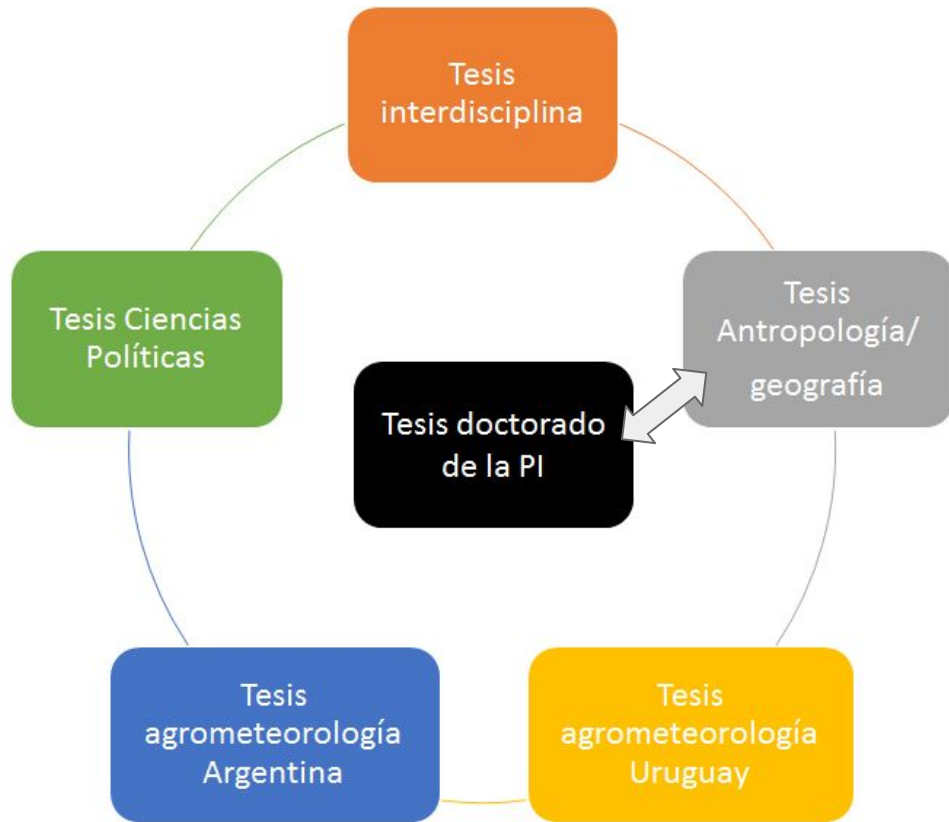 Tesis
interdisciplina
Tesis
Antropología/
geografía
Tesis Ciencias
Políticas
Tesis doctorado
de la PI
Tesis
agrometeorología
Argentina
Tesis
agrometeorología
Uruguay